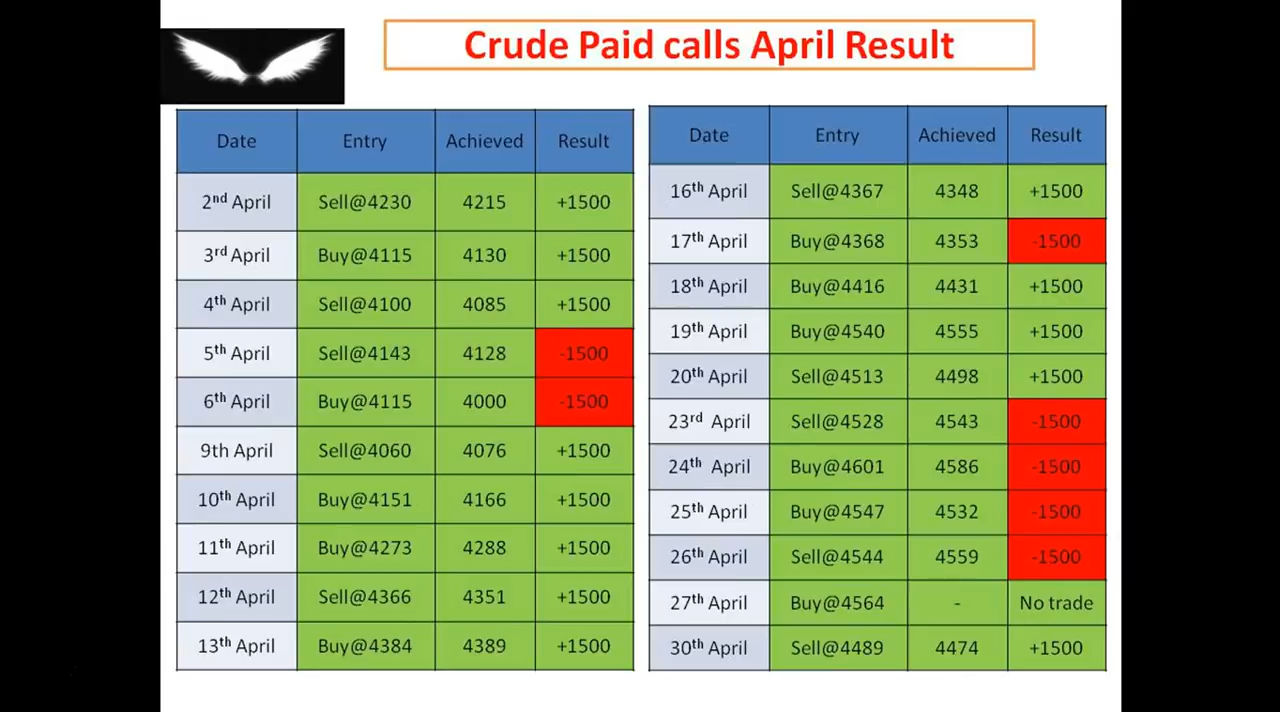 Crude Paid calls April Result
Date Entry Achieved Result
2nd April Sell@4230 4215 +1500
3rd April Buy@4115 4130 +1500
4th April Sell@4100 4085 +1500
5th April Sell@4143 4128 -1500
6th April Buy@4115 4000 -1500
9th April Sell@4060 4076 +1500
10th April Buy@4151 4166 +1500
11th April Buy@4273 4288 +1500
12th April Sell@4366 4351 +1500
13th April Buy@4384 4389 +1500
Date Entry Achieved Result
16th April Sell@4367 4348 +1500
17th April Buy@4368 4353 -1500
18th April Buy@4416 4431 +1500
19th April Buy@4540 4555 +1500
20th April Sell@4513 4498 +1500
23rd April Sell@4528 4543 -1500
24th April Buy@4601 4586 -1500
25th April Buy@4547 4532 -1500
26th April Sell@4544 4559 -1500
27th April Buy@4564 - No trade
30th April Sell@4489 4474 +1500